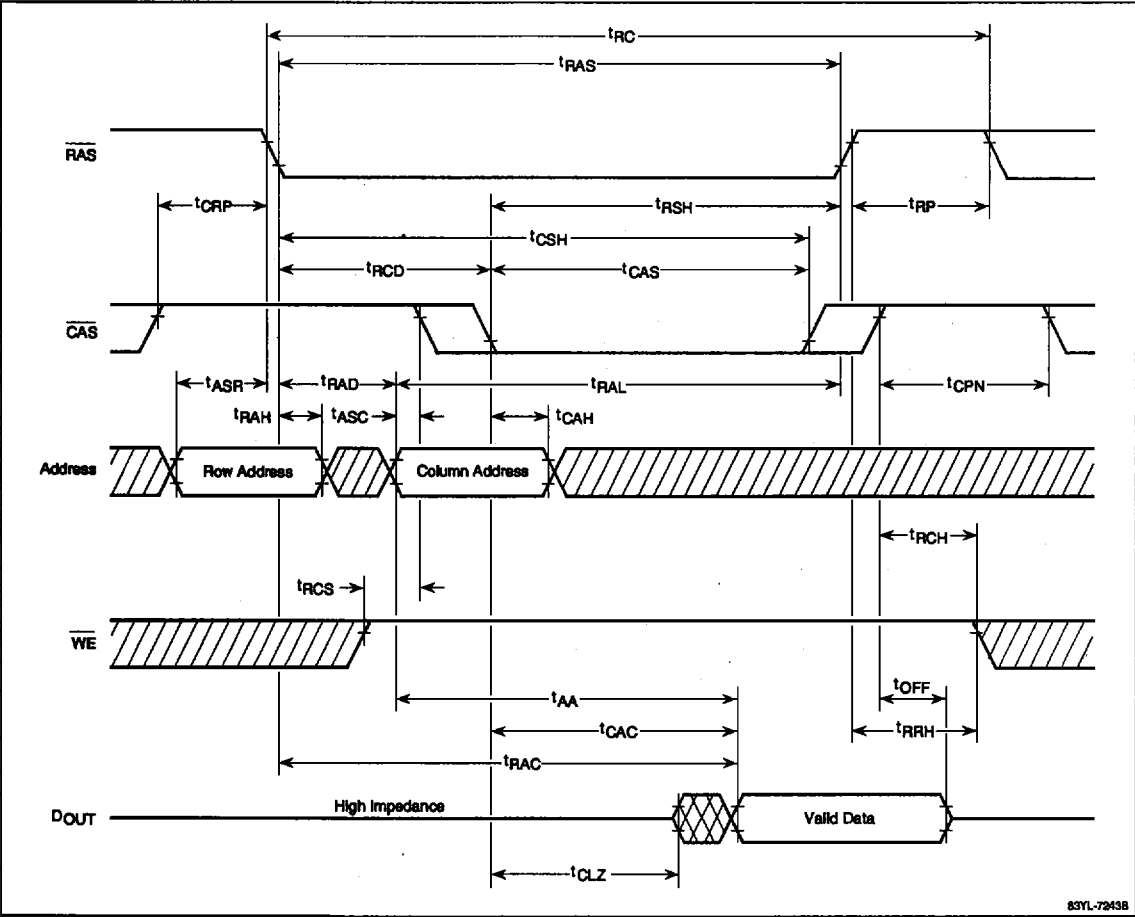 tRC
tRAS
RAS
tCRP
tRSH
tRP
tCSH
tRCD
tCAS
CAS
tASR
tRAD
tRAL
tCPN
tRAH
tASC
tCAH
Address
Row Address
Column Address
tRCH
tRCS
WE
tOFF
tAA
tCAC
tRRH
tRAC
DOUT
High Impedance
Valid Data
tCLZ
83YL-7243B